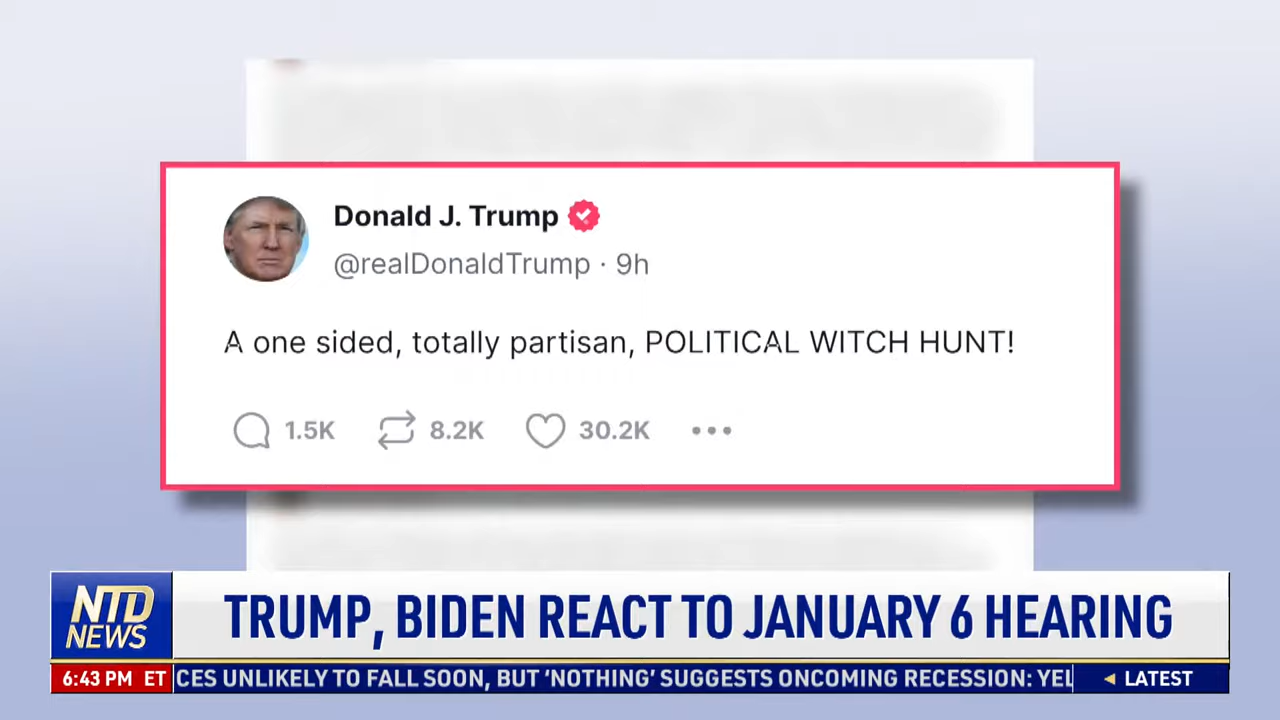 Donald J. Trump
@realDonaldTrump · 9h
A one sided, totally partisan, POLITICAL WITCH HUNT!
1.5K 8.2K 30.2K
NTD
NEWS
TRUMP, BIDEN REACT TO JANUARY 6 HEARING
6:43 PM ET CES UNLIKELY TO FALL SOON, BUT ‘NOTHING’ SUGGESTS ONCOMING RECESSION: YEL LATEST